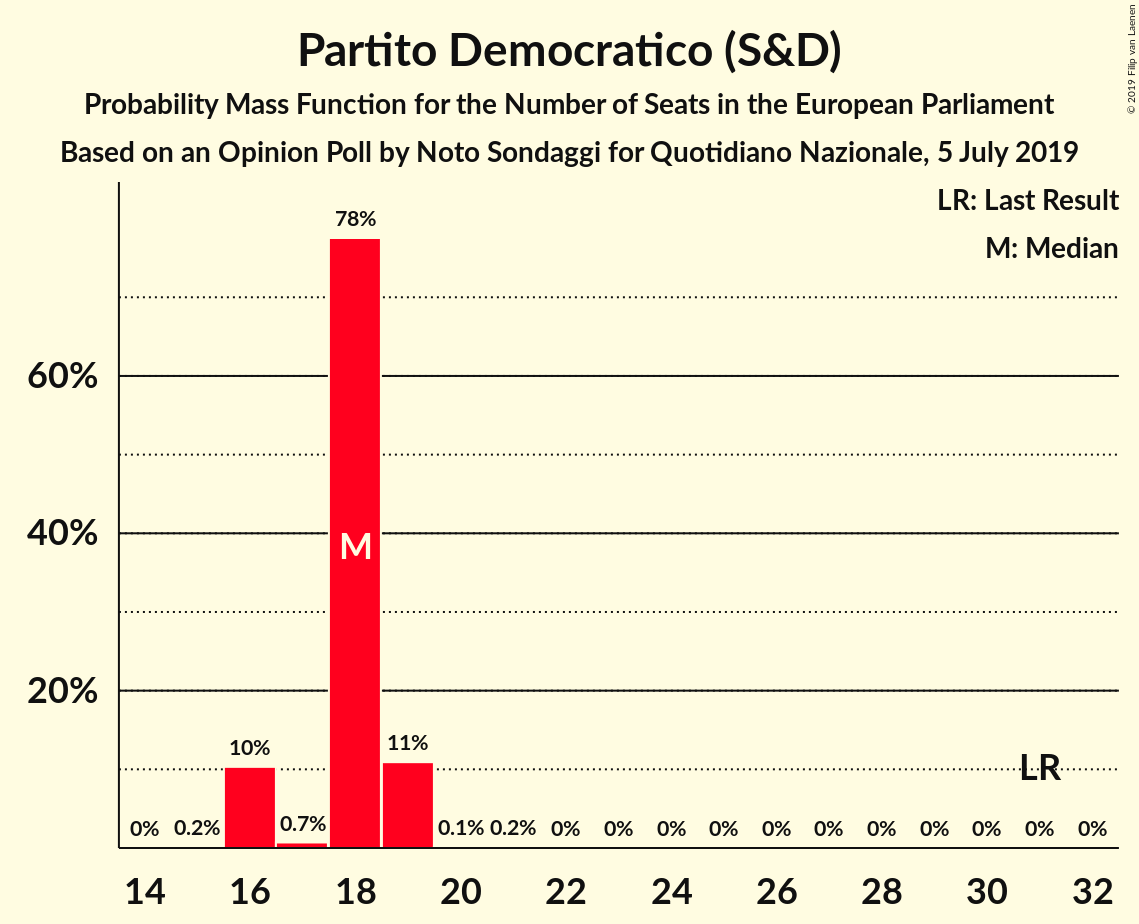 Partito Democratico (S&D)
Probability Mass Function for the Number of Seats in the European Parliament
Based on an Opinion Poll by Noto Sondaggi for Quotidiano Nazionale, 5 July 2019
© 2019 Filip van Laenen
LR: Last Result
M: Median
60%
40%
20%
0% 0.2% 10% 0.7% 78% 11% 0.1% 0.2% 0% 0% 0% 0% 0% 0% 0% 0% 0% 0% 0%
M
LR
14 16 18 20 22 24 26 28 30 32